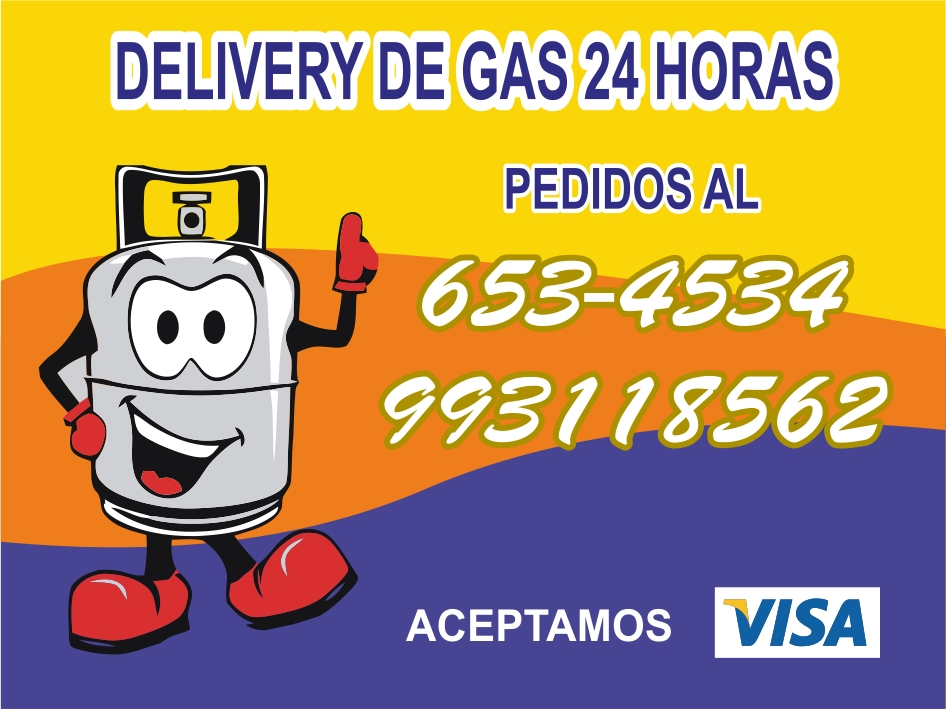 DELIVERY DE GAS 24 HORAS
PEDIDOS AL
653-4534
993118562
ACEPTAMOS VISA